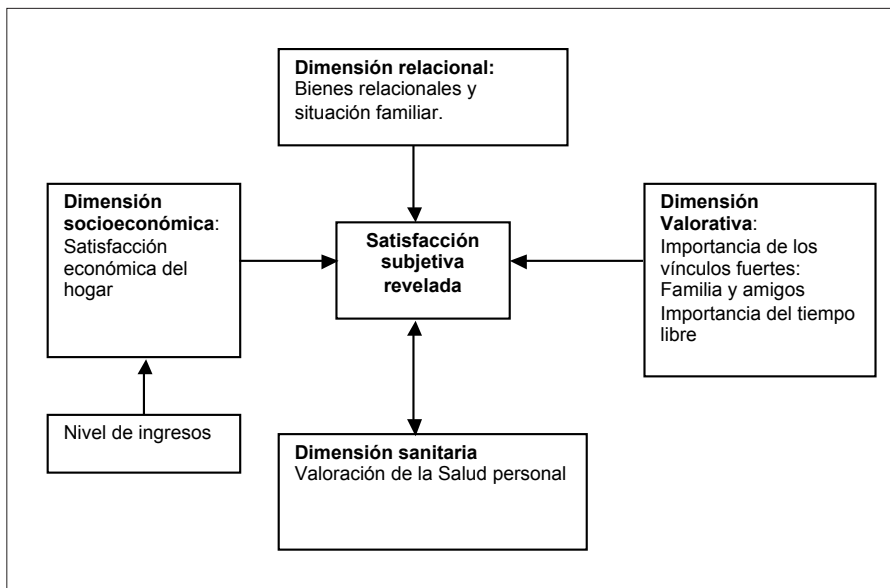 Dimensión relacional:
Bienes relacionales y
situación familiar.
Dimensión
socioeconómica:
Satisfacción
económica del
hogar
Satisfacción
subjetiva
revelada
Dimensión
Valorativa:
Importancia de los
vínculos fuertes:
Familia y amigos
Importancia del tiempo
libre
Nivel de ingresos
Dimensión sanitaria
Valoración de la Salud personal